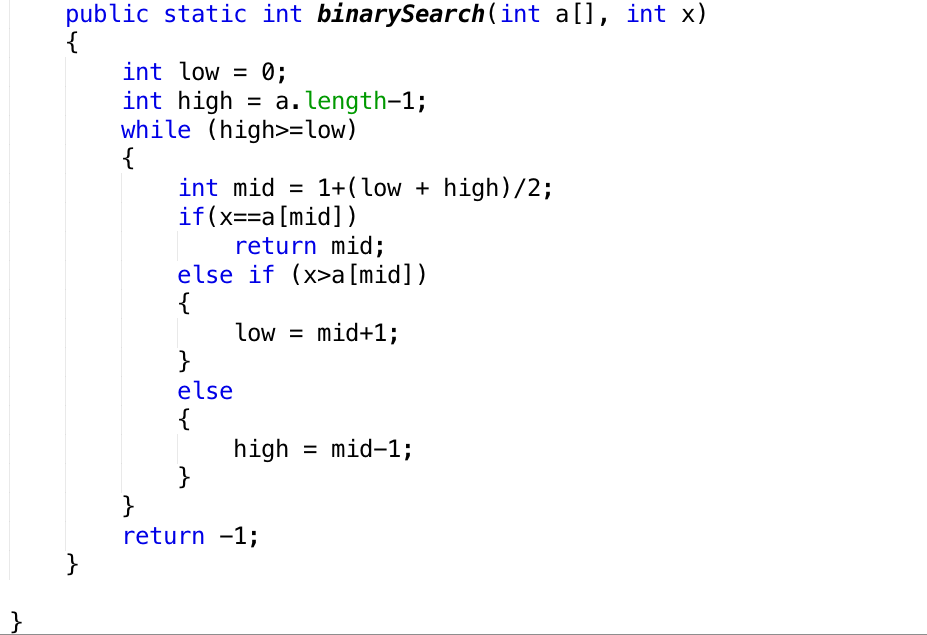 public static int binarySearch(int a[], int x)
{
int low = 0;
int high = a.length-1;
while (high>=low)
{
int mid = 1+(low + high)/2;
if(x==a[mid])
return mid;
else if (x>a[mid])
{
low = mid+1;
}
else
{
high = mid-1;
}
}
return -1;
}
}